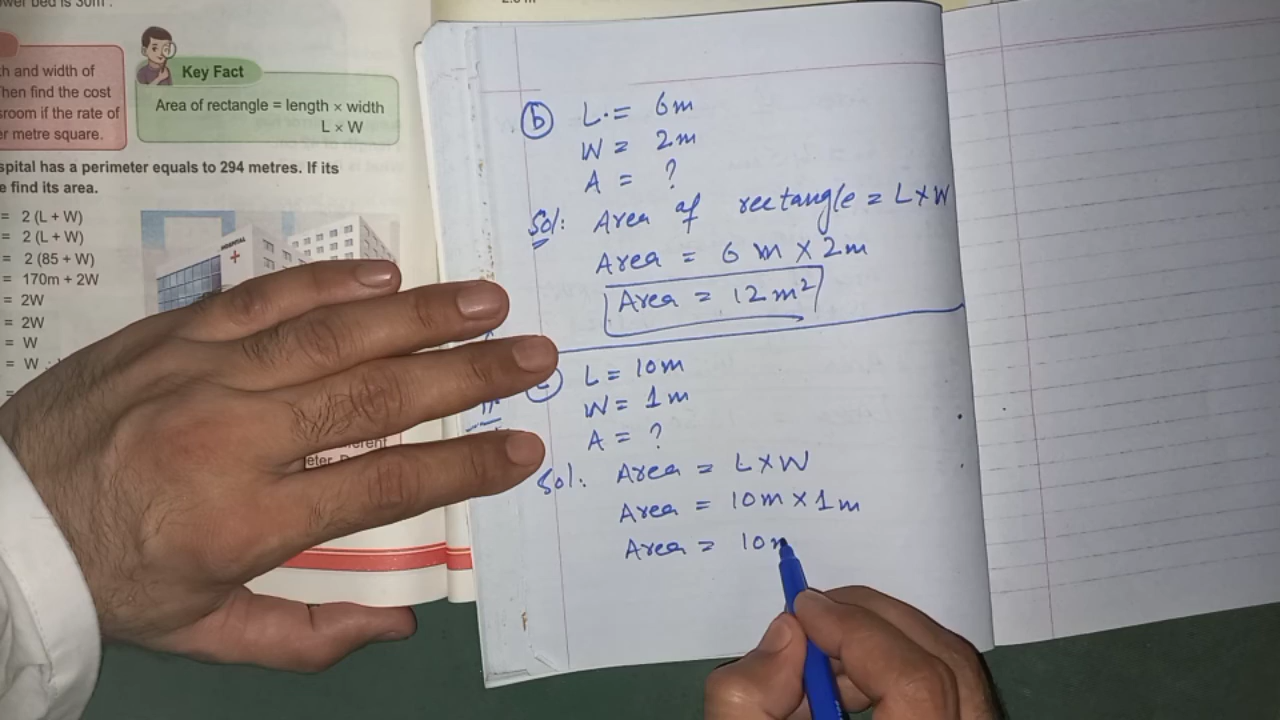 h and width of
hen find the cost
sroom if the rate of
er metre square.
Key Fact
Area of rectangle = length × width
L × W
spital has a perimeter equals to 294 metres. If its
e find its area.
= 2 (L + W)
= 2 (L + W)
= 2 (85 + W)
= 170m + 2W
= 2W
= 2W
= W
= W
HOSPITAL
b L = 6m
W = 2m
A = ?
Sol: Area of rectangle = L×W
Area = 6 m × 2m
Area = 12 m²
L = 10m
W = 1m
A = ?
Sol: Area = L×W
Area = 10m × 1m
Area = 10m